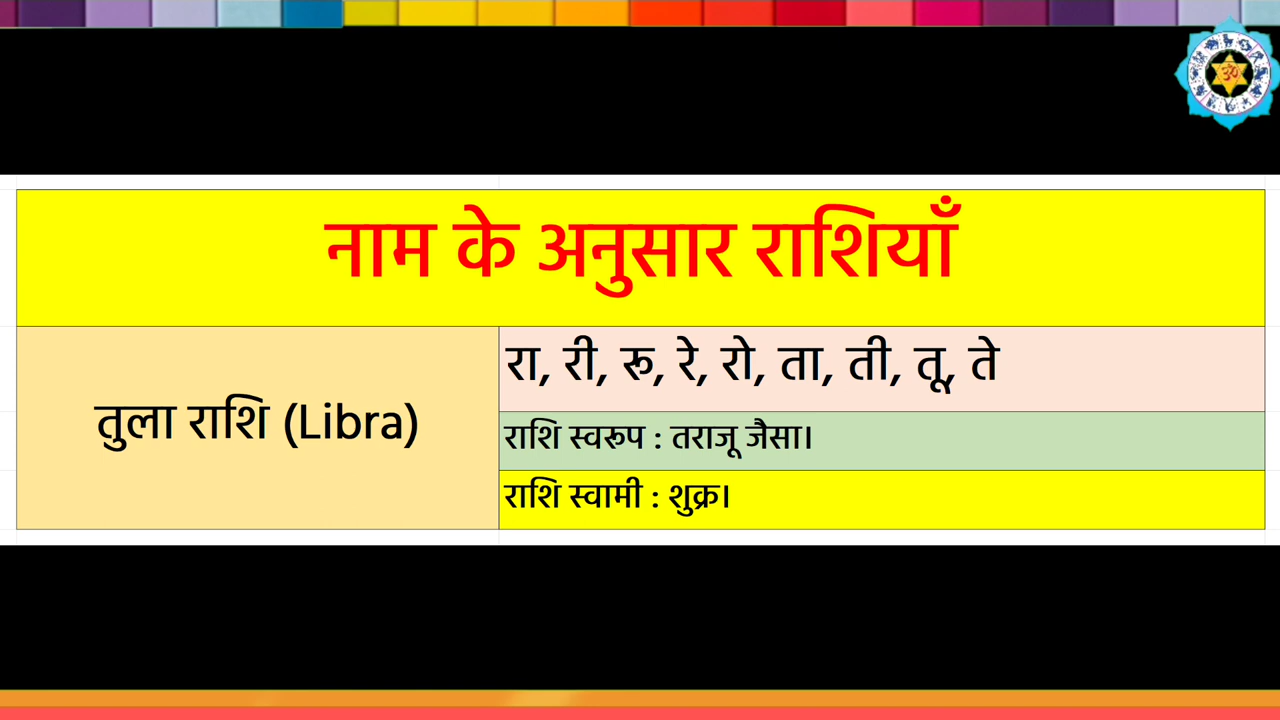 नाम के अनुसार राशियाँ
तुला राशि (Libra)
रा, री, रू, रे, रो, ता, ती, तू, ते
राशि स्वरूप : तराजू जैसा।
राशि स्वामी : शुक्र।
ॐ